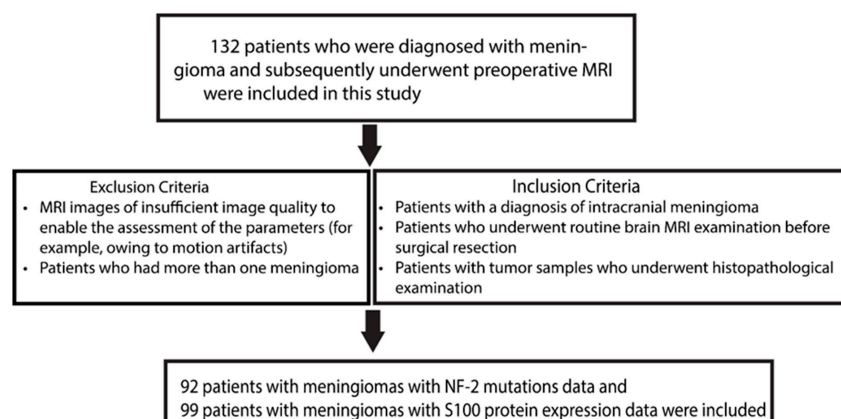 132 patients who were diagnosed with menin-
gioma and subsequently underwent preoperative MRI
were included in this study
Exclusion Criteria
• MRI images of insufficient image quality to
enable the assessment of the parameters (for
example, owing to motion artifacts)
• Patients who had more than one meningioma
Inclusion Criteria
• Patients with a diagnosis of intracranial meningioma
• Patients who underwent routine brain MRI examination before
surgical resection
• Patients with tumor samples who underwent histopathological
examination
92 patients with meningiomas with NF-2 mutations data and
99 patients with meningiomas with S100 protein expression data were included